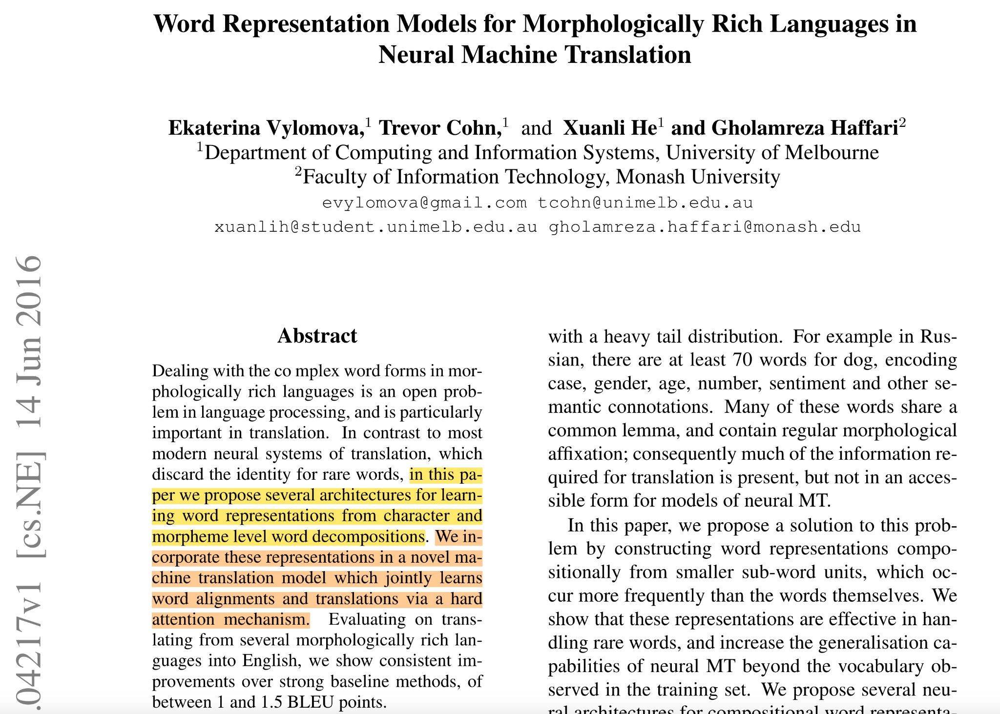 Word Representation Models for Morphologically Rich Languages in
Neural Machine Translation
Ekaterina Vylomova,1 Trevor Cohn,1 and Xuanli He1 and Gholamreza Haffari2
1Department of Computing and Information Systems, University of Melbourne
2Faculty of Information Technology, Monash University
evylomova@gmail.com tcohn@unimelb.edu.au
xuanlih@student.unimelb.edu.au gholamreza.haffari@monash.edu
.04217v1 [cs.NE] 14 Jun 2016
Abstract
Dealing with the co mplex word forms in mor-
phologically rich languages is an open prob-
lem in language processing, and is particularly
important in translation. In contrast to most
modern neural systems of translation, which
discard the identity for rare words, in this pa-
per we propose several architectures for learn-
ing word representations from character and
morpheme level word decompositions. We in-
corporate these representations in a novel ma-
chine translation model which jointly learns
word alignments and translations via a hard
attention mechanism. Evaluating on trans-
lating from several morphologically rich lan-
guages into English, we show consistent im-
provements over strong baseline methods, of
between 1 and 1.5 BLEU points.
with a heavy tail distribution. For example in Rus-
sian, there are at least 70 words for dog, encoding
case, gender, age, number, sentiment and other se-
mantic connotations. Many of these words share a
common lemma, and contain regular morphological
affixation; consequently much of the information re-
quired for translation is present, but not in an acces-
sible form for models of neural MT.
In this paper, we propose a solution to this prob-
lem by constructing word representations compo-
sitionally from smaller sub-word units, which oc-
cur more frequently than the words themselves. We
show that these representations are effective in han-
dling rare words, and increase the generalisation ca-
pabilities of neural MT beyond the vocabulary ob-
served in the training set. We propose several neu-
ral architectures for compositional word representa-